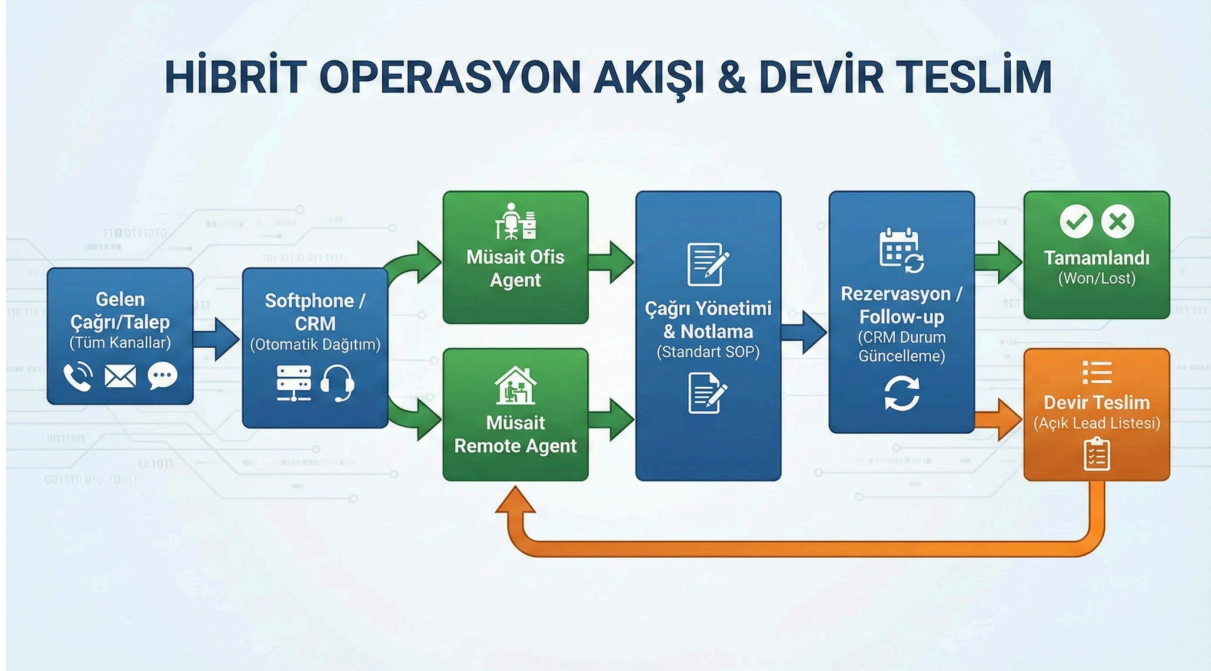 HİBRİT OPERASYON AKIŞI & DEVİR TESLİM
Gelen
Çağrı/Talep
(Tüm Kanallar)
Softphone /
CRM
(Otomatik Dağıtım)
Müsait Ofis
Agent
Müsait
Remote Agent
Çağrı Yönetimi
& Notlama
(Standart SOP)
Rezervasyon /
Follow-up
(CRM Durum
Güncelleme)
Tamamlandı
(Won/Lost)
Devir Teslim
(Açık Lead Listesi)